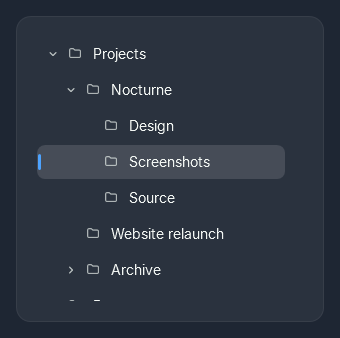 Projects
Nocturne
Design
Screenshots
Source
Website relaunch
Archive